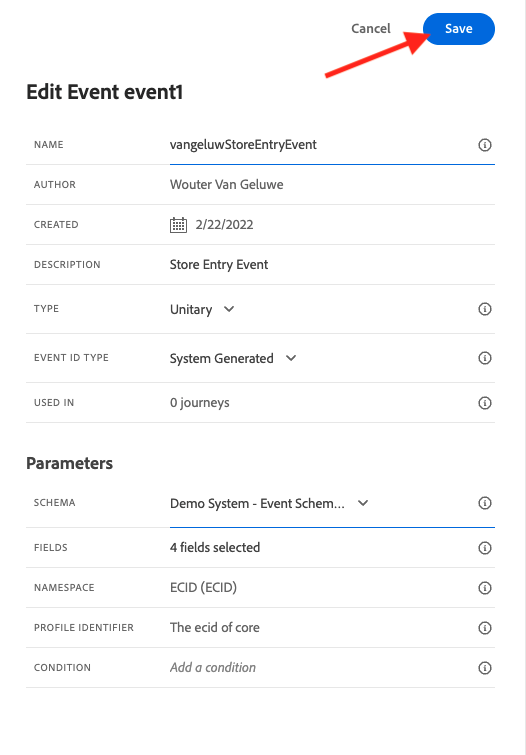 Cancel Save
Edit Event event1
NAME vangeluwStoreEntryEvent
AUTHOR Wouter Van Geluwe
CREATED 2/22/2022
DESCRIPTION Store Entry Event
TYPE Unitary
EVENT ID TYPE System Generated
USED IN 0 journeys
Parameters
SCHEMA Demo System - Event Schem...
FIELDS 4 fields selected
NAMESPACE ECID (ECID)
PROFILE IDENTIFIER The ecid of core
CONDITION Add a condition